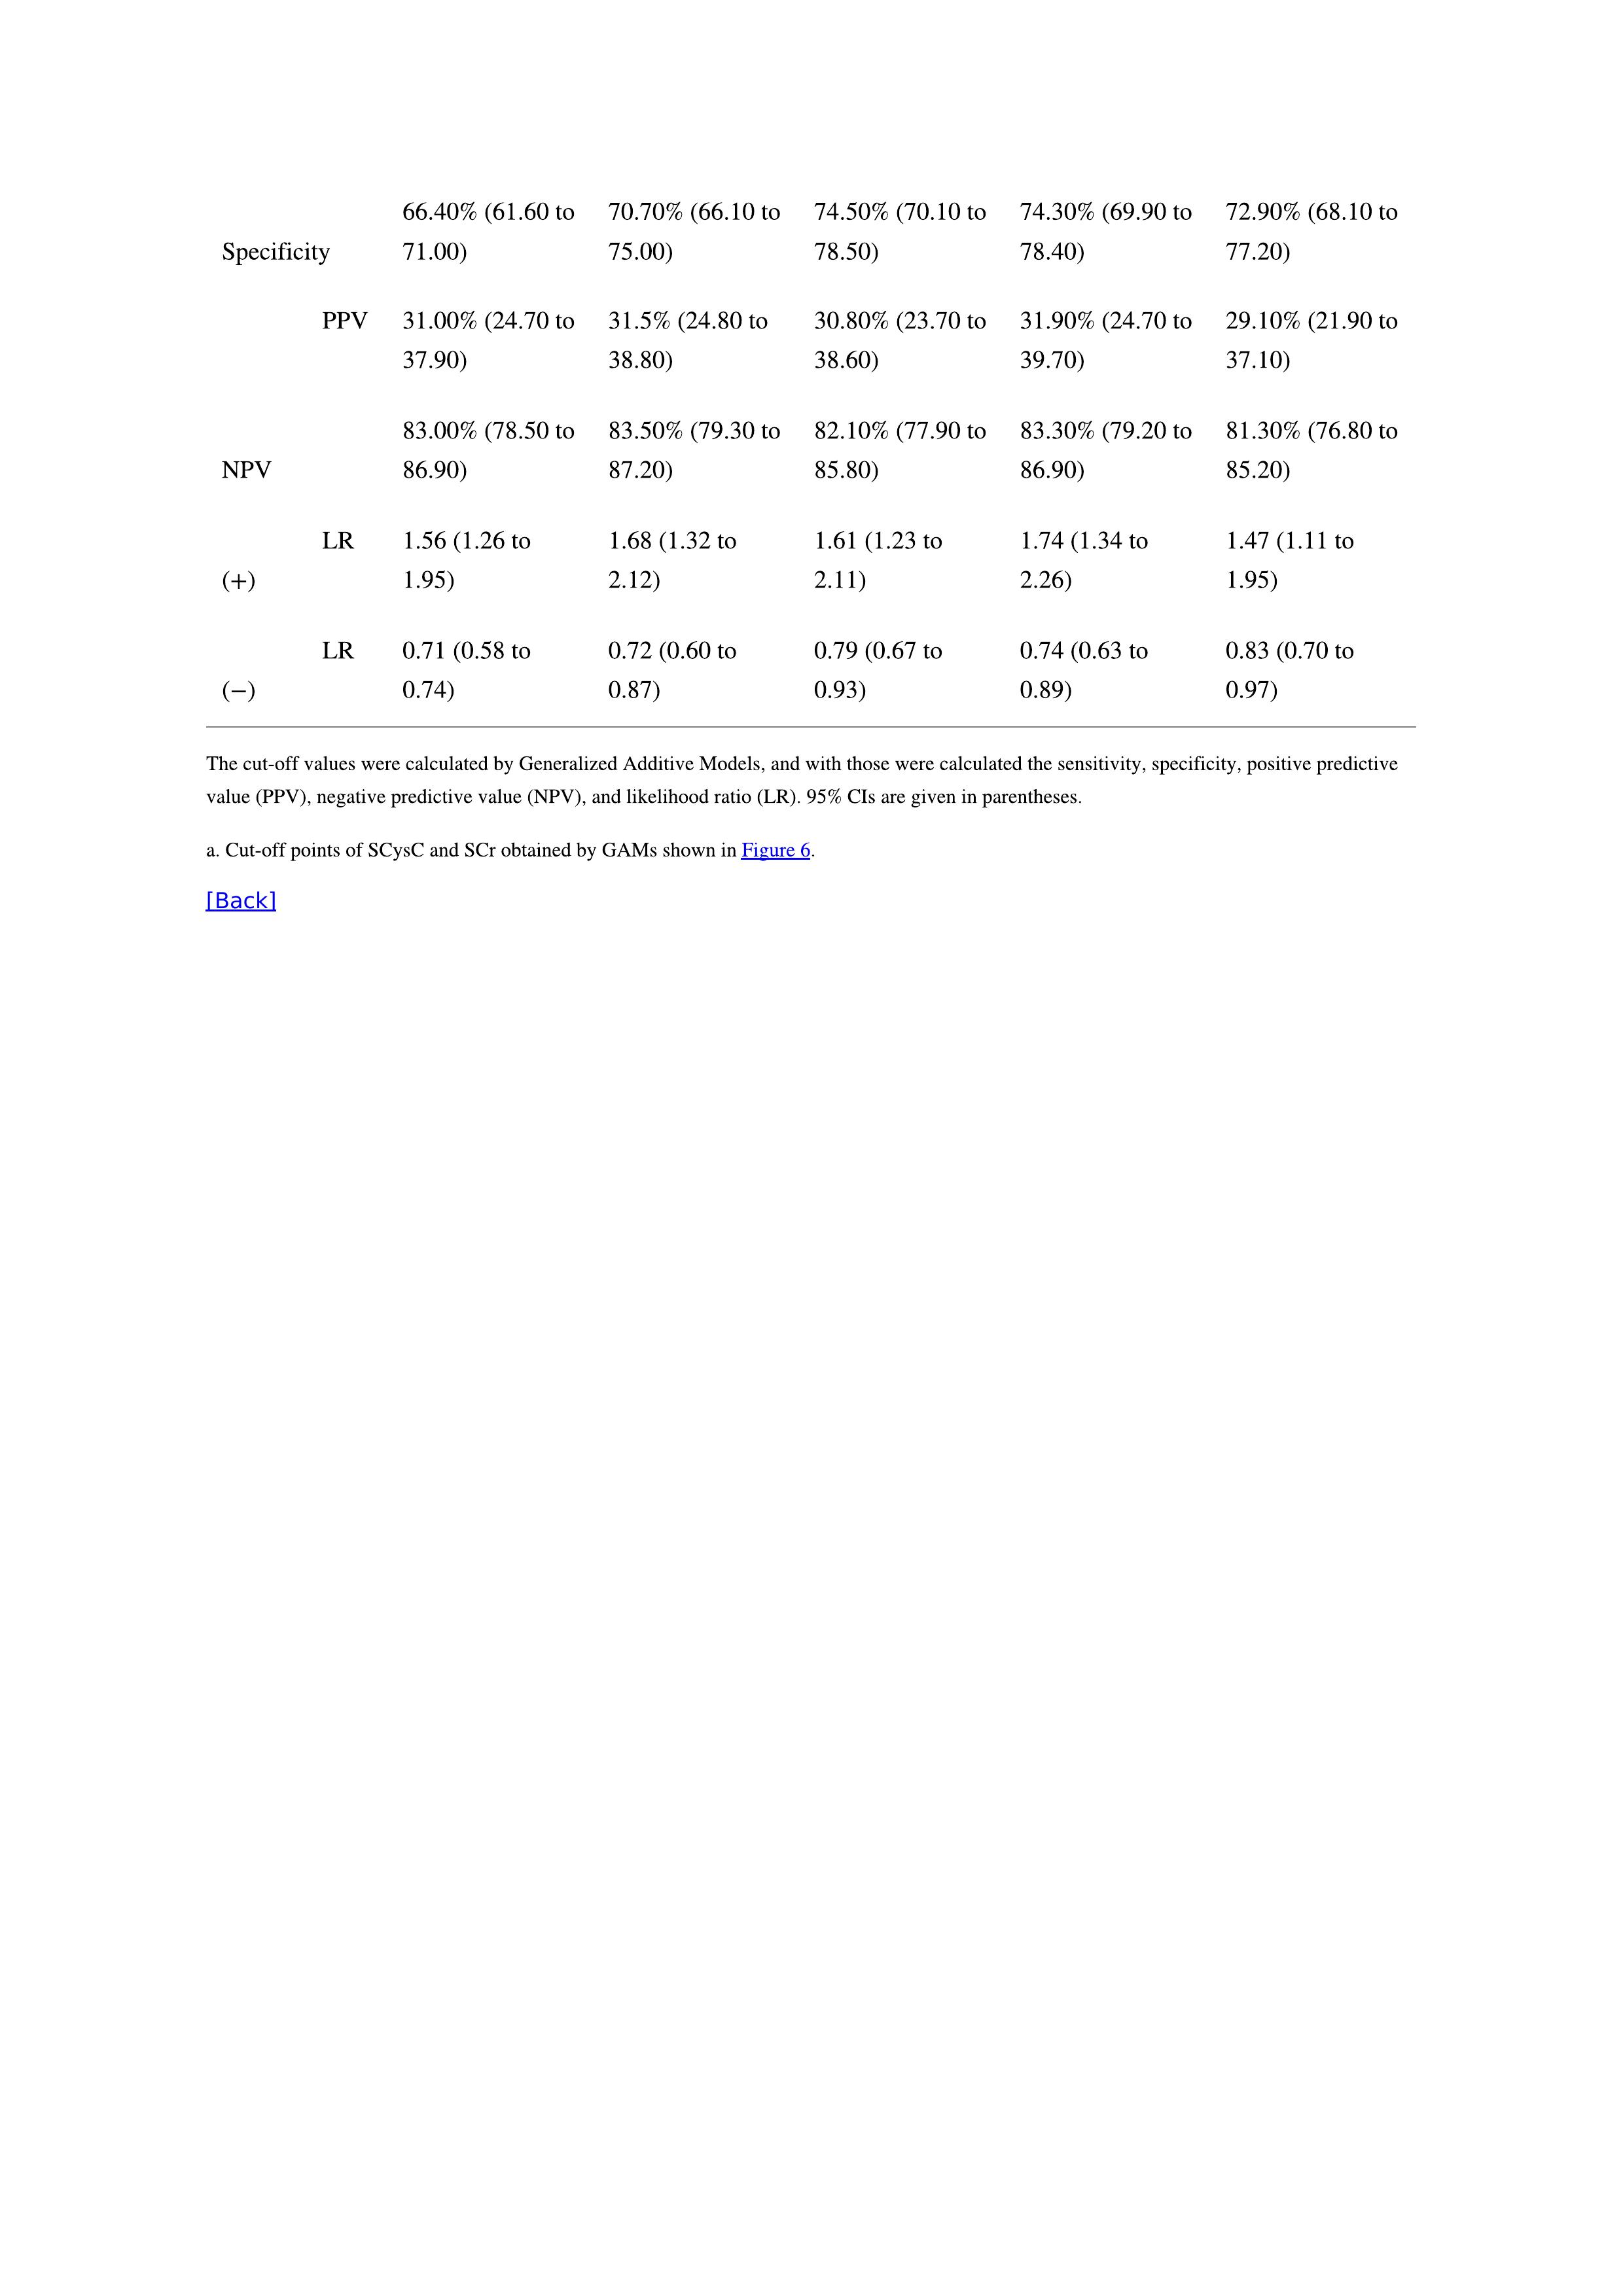 66.40% (61.60 to 70.70% (66.10 to 74.50% (70.10 to 74.30% (69.90 to 72.90% (68.10 to
Specificity 71.00) 75.00) 78.50) 78.40) 77.20)
PPV 31.00% (24.70 to 31.5% (24.80 to 30.80% (23.70 to 31.90% (24.70 to 29.10% (21.90 to
37.90) 38.80) 38.60) 39.70) 37.10)
83.00% (78.50 to 83.50% (79.30 to 82.10% (77.90 to 83.30% (79.20 to 81.30% (76.80 to
NPV 86.90) 87.20) 85.80) 86.90) 85.20)
LR 1.56 (1.26 to 1.68 (1.32 to 1.61 (1.23 to 1.74 (1.34 to 1.47 (1.11 to
(+) 1.95) 2.12) 2.11) 2.26) 1.95)
LR 0.71 (0.58 to 0.72 (0.60 to 0.79 (0.67 to 0.74 (0.63 to 0.83 (0.70 to
(−) 0.74) 0.87) 0.93) 0.89) 0.97)
The cut-off values were calculated by Generalized Additive Models, and with those were calculated the sensitivity, specificity, positive predictive
value (PPV), negative predictive value (NPV), and likelihood ratio (LR). 95% CIs are given in parentheses.
a. Cut-off points of SCysC and SCr obtained by GAMs shown in Figure 6.
[Back]